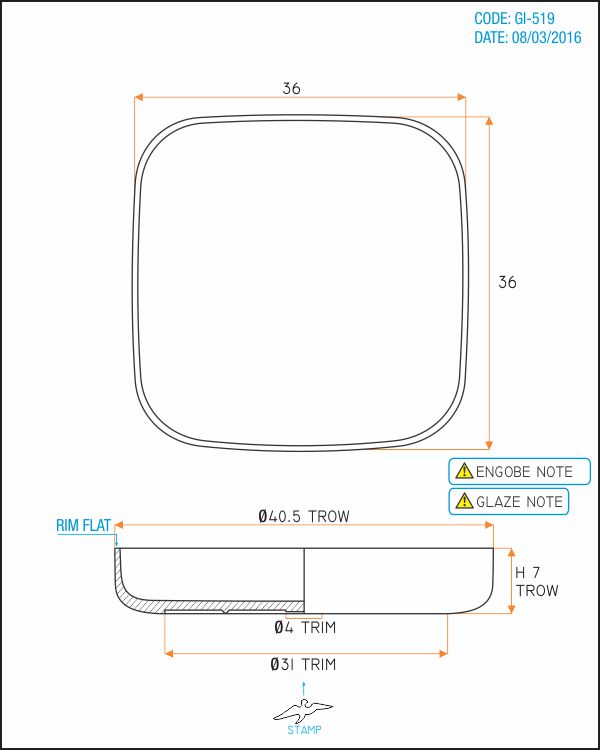 CODE: GI-519
DATE: 08/03/2016
36
36
ENGOBE NOTE
GLAZE NOTE
Ø40.5 TROW
RIM FLAT
H 7
TROW
Ø4 TRIM
Ø31 TRIM
STAMP